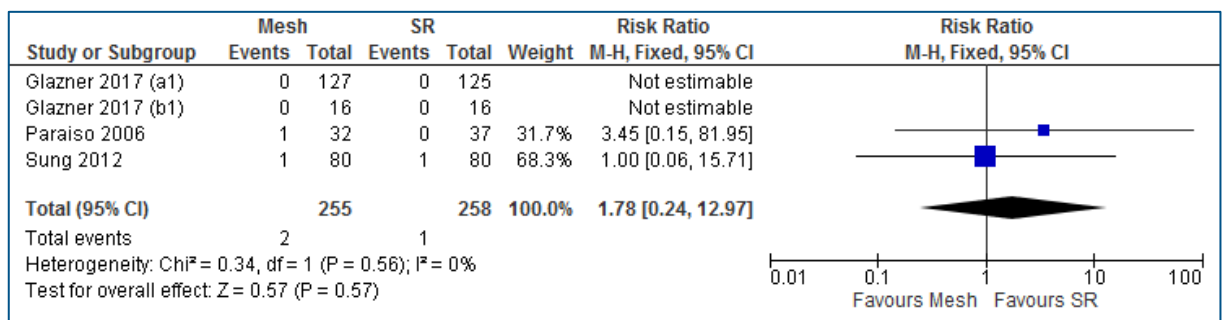 Mesh SR Risk Ratio Risk Ratio
Study or Subgroup Events Total Events Total Weight M-H, Fixed, 95% CI M-H, Fixed, 95% CI
Glazner 2017 (a1) 0 127 0 125 Not estimable
Glazner 2017 (b1) 0 16 0 16 Not estimable
Paraiso 2006 1 32 0 37 31.7% 3.45 [0.15, 81.95]
Sung 2012 1 80 1 80 68.3% 1.00 [0.06, 15.71]
Total (95% CI) 255 258 100.0% 1.78 [0.24, 12.97]
Total events 2 1
Heterogeneity: Chi² = 0.34, df = 1 (P = 0.56); I² = 0%
Test for overall effect: Z = 0.57 (P = 0.57)
0.01 0.1 1 10 100
Favours Mesh Favours SR